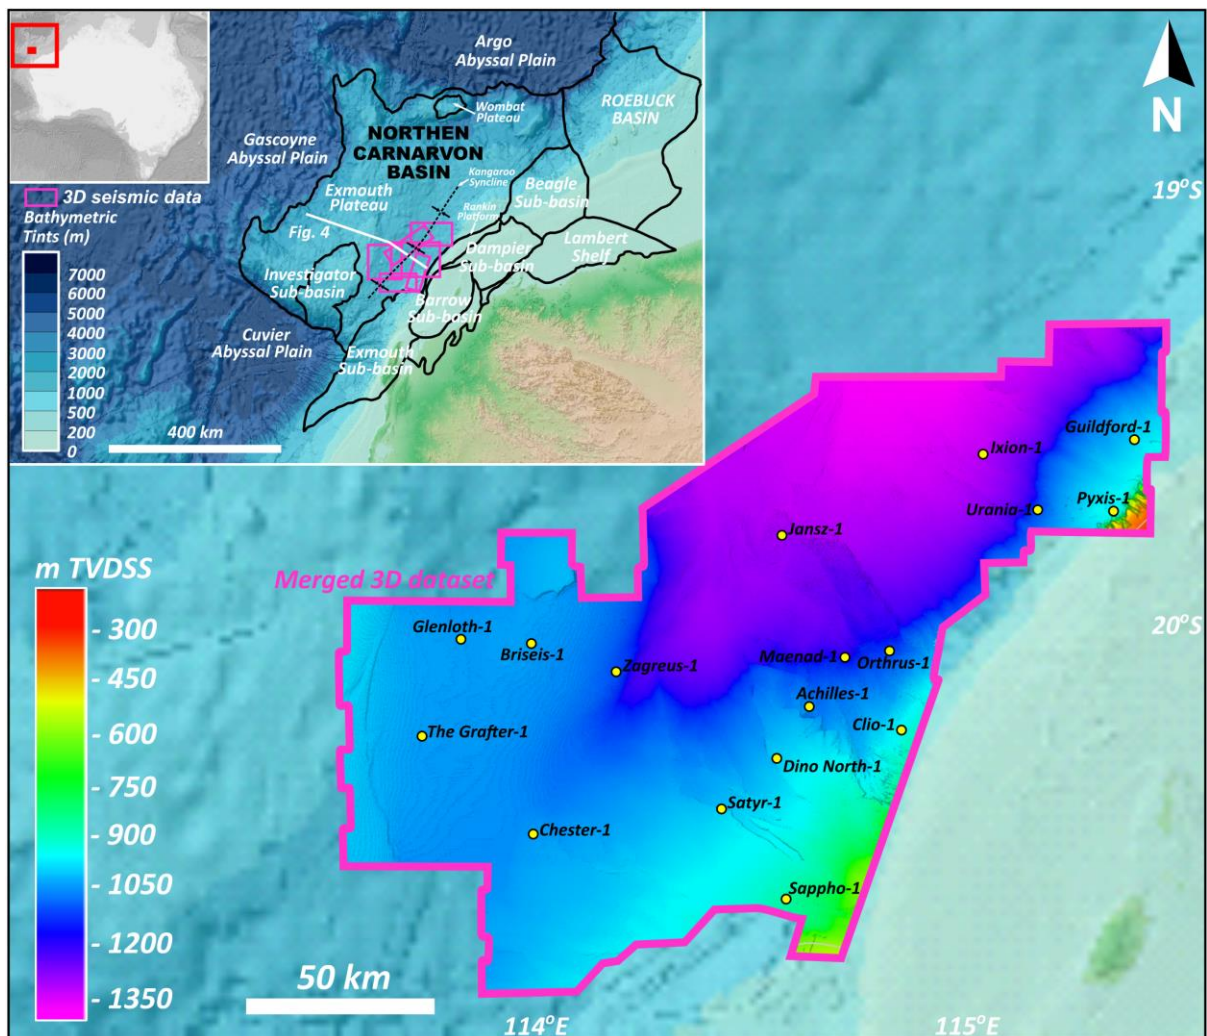 Argo
Abyssal Plain
Wombat
Plateau
ROEBUCK
BASIN
NORTHEN
CARNARVON
BASIN
Gascoyne
Abyssal Plain
Kangaroo
Syncline
Exmouth
Plateau
Beagle
Sub-basin
Rankin
Platform
Fig. 4
Dampier
Sub-basin
Lambert
Shelf
Investigator
Sub-basin
Barrow
Sub-basin
Cuvier
Abyssal Plain
Exmouth
Sub-basin
3D seismic data
Bathymetric
Tints (m)
7000
6000
5000
4000
3000
2000
1000
500
200
0
400 km
N
19°S
20°S
Guildford-1
Ixion-1
Urania-1
Pyxis-1
Jansz-1
Merged 3D dataset
Glenloth-1
Briseis-1
Zagreus-1
Maenad-1
Orthrus-1
Achilles-1
Clio-1
The Grafter-1
Dino North-1
Satyr-1
Chester-1
Sappho-1
m TVDSS
- 300
- 450
- 600
- 750
- 900
- 1050
- 1200
- 1350
50 km
114°E
115°E